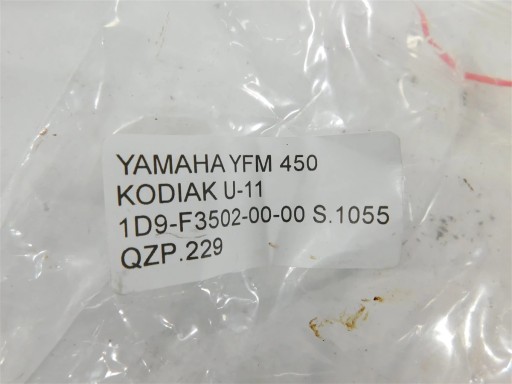 YAMAHA YFM 450
KODIAK U-11
1D9-F3502-00-00 S.1055
QZP.229